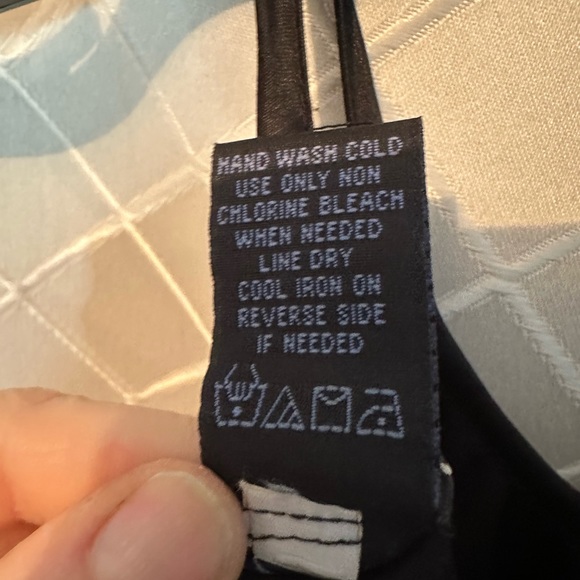 HAND WASH COLD
USE ONLY NON
CHLORINE BLEACH
WHEN NEEDED
LINE DRY
COOL IRON ON
REVERSE SIDE
IF NEEDED